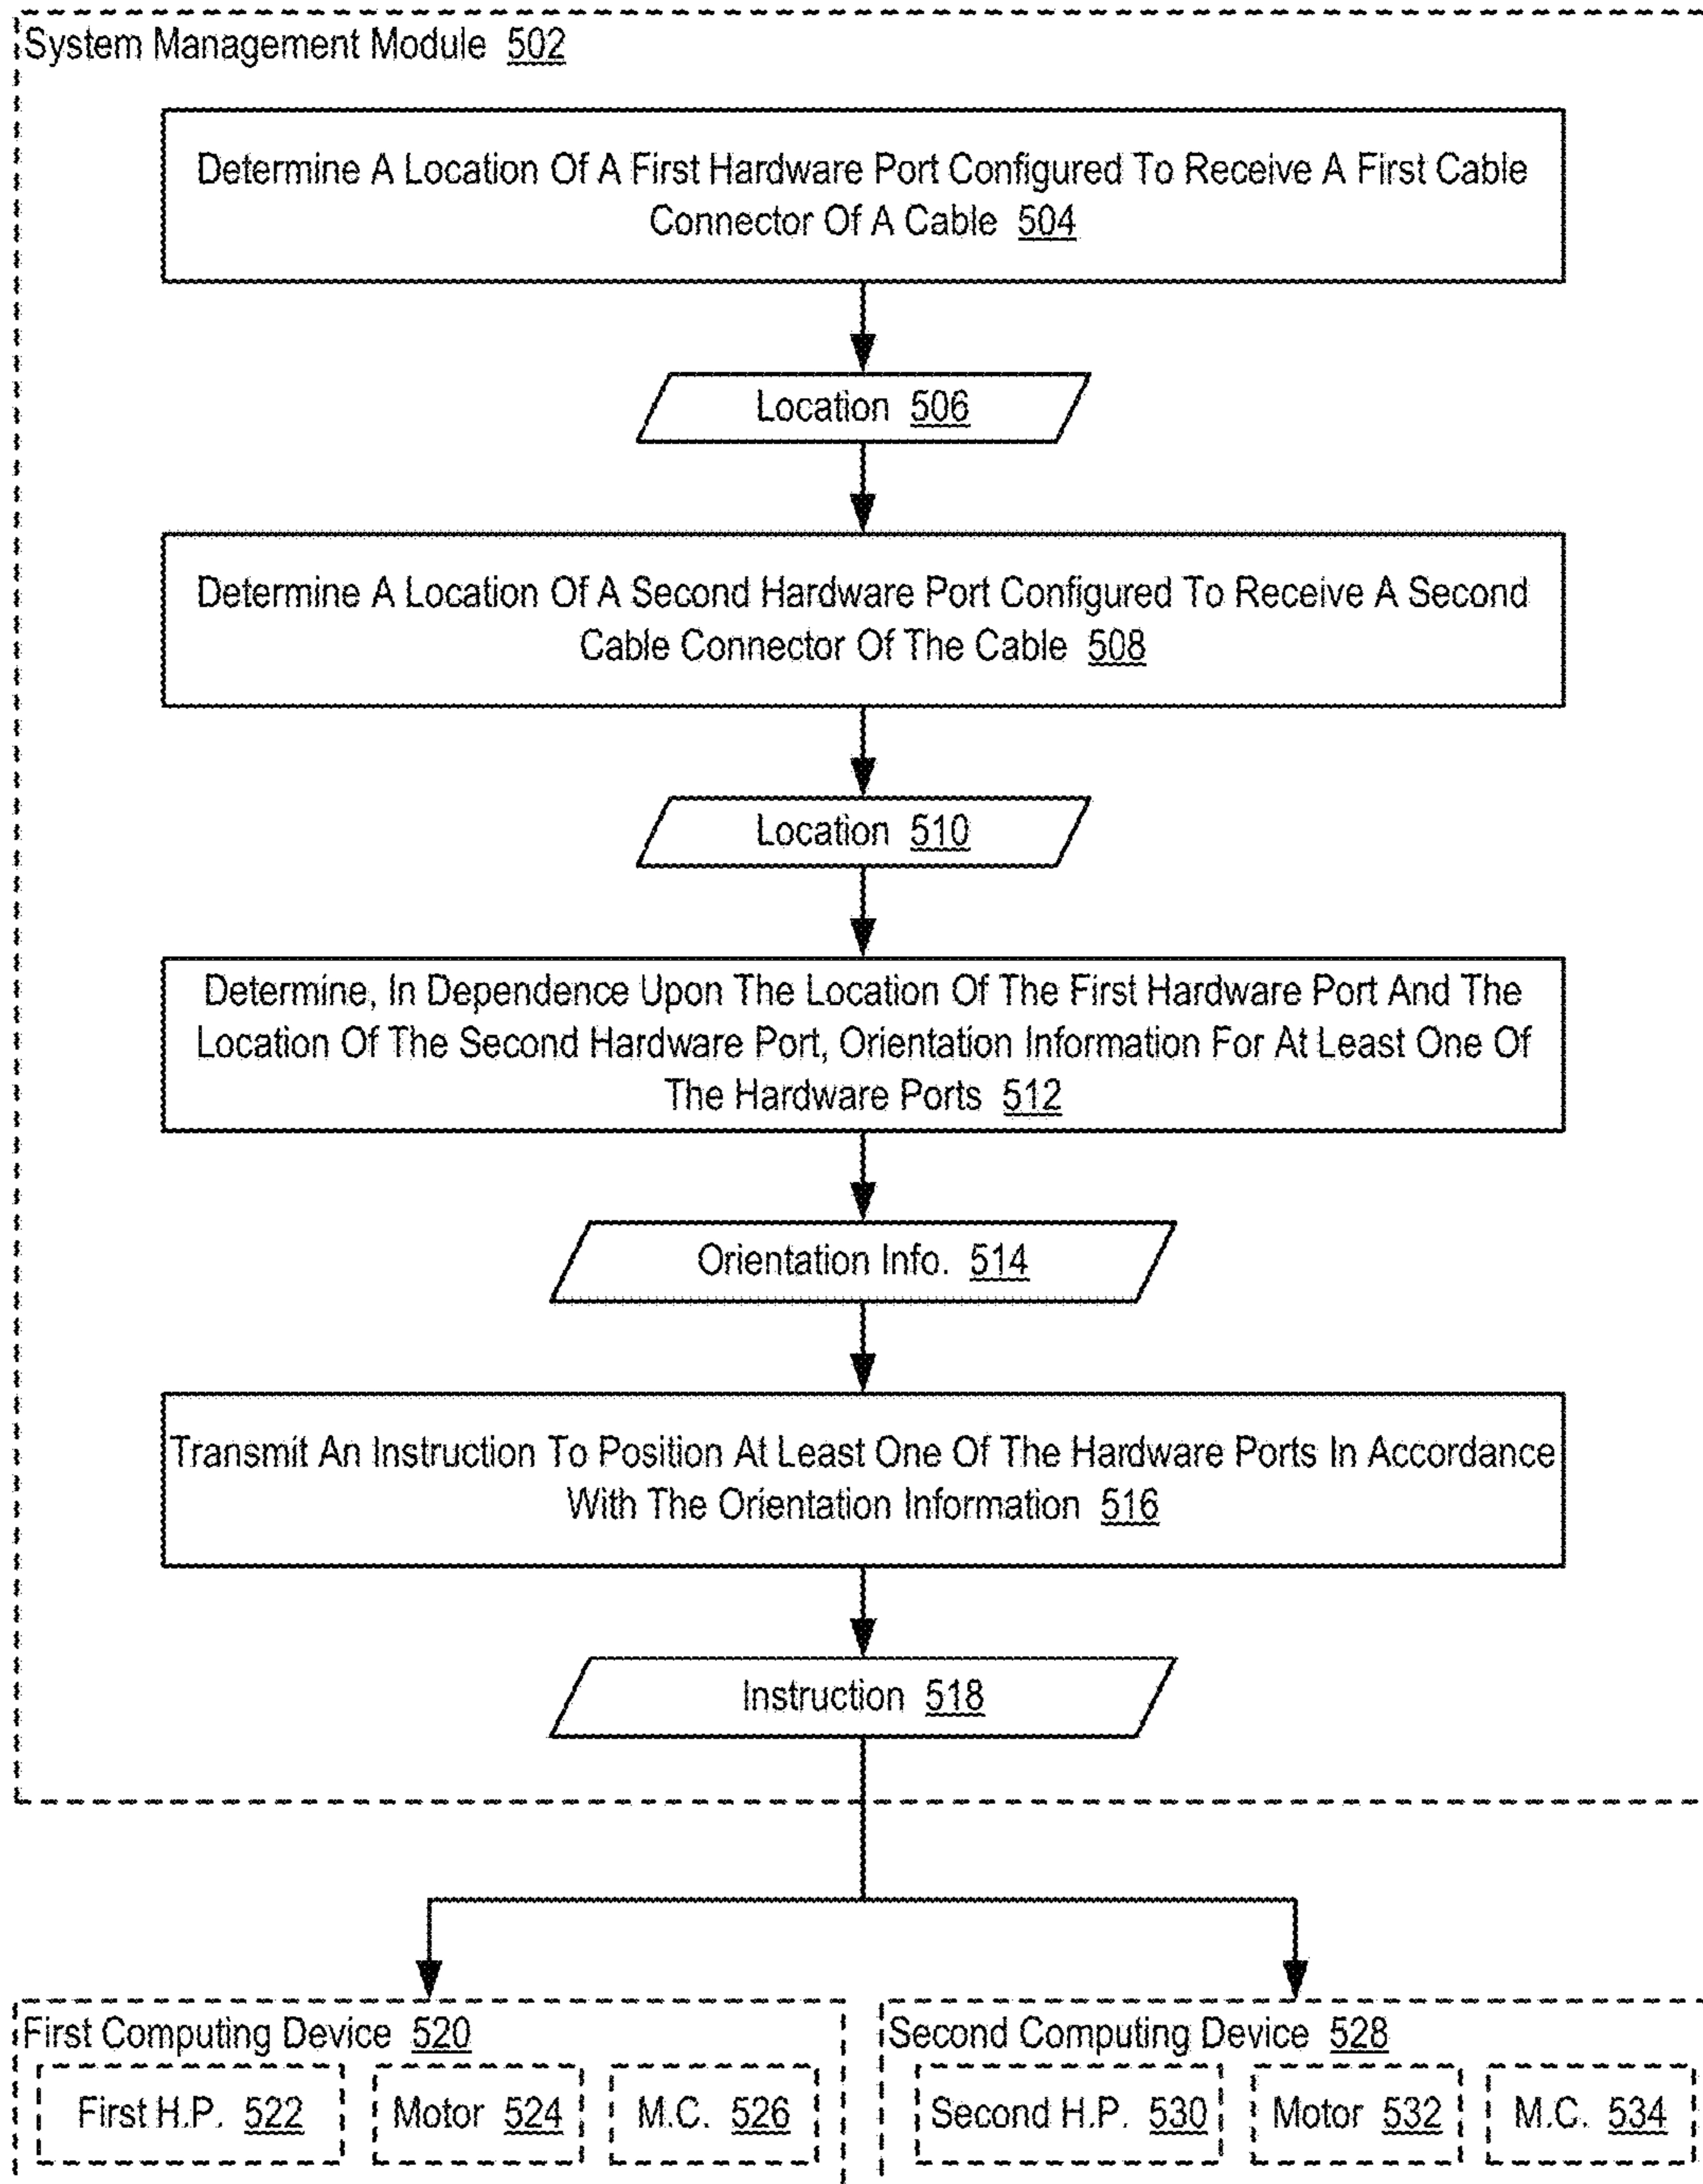 System Management Module 502
Determine A Location Of A First Hardware Port Configured To Receive A First Cable
Connector Of A Cable 504
Location 506
Determine A Location Of A Second Hardware Port Configured To Receive A Second
Cable Connector Of The Cable 508
Location 510
Determine, In Dependence Upon The Location Of The First Hardware Port And The
Location Of The Second Hardware Port, Orientation Information For At Least One Of
The Hardware Ports 512
Orientation Info. 514
Transmit An Instruction To Position At Least One Of The Hardware Ports In Accordance
With The Orientation Information 516
Instruction 518
First Computing Device 520
First H.P. 522
Motor 524
M.C. 526
Second Computing Device 528
Second H.P. 530
Motor 532
M.C. 534